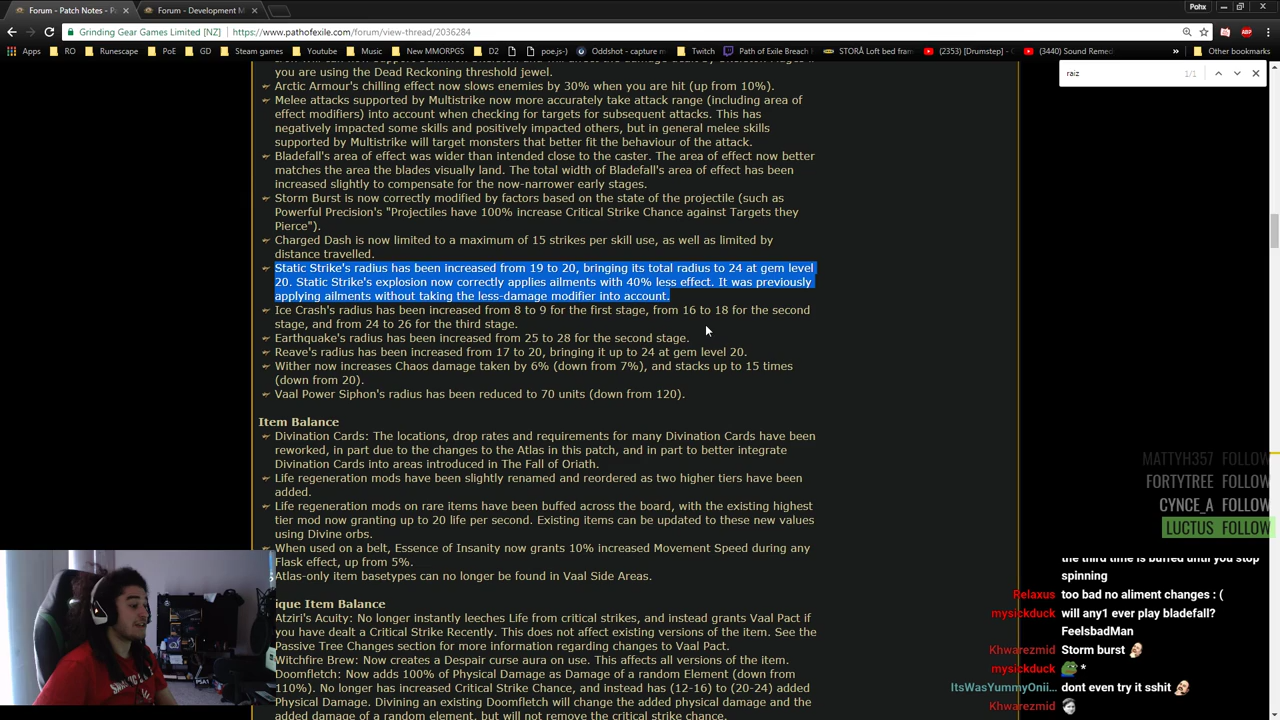 Forum - Patch Notes - P
Forum - Development M
Pohx
Grinding Gear Games Limited [NZ]
https://www.pathofexile.com/forum/view-thread/2036284
Apps
RO
Runescape
PoE
GD
Steam games
Youtube
Music
New MMORPGS
D2
poe.js-)
Oddshot - capture m
Twitch
Path of Exile Breach
STORÅ Loft bed fram
(2353) [Drumstep] -
(3440) Sound Remed
Other bookmarks
raiz
1/1
you are using the Dead Reckoning threshold jewel.
Arctic Armour's chilling effect now slows enemies by 30% when you are hit (up from 10%).
Melee attacks supported by Multistrike now more accurately take attack range (including area of
effect modifiers) into account when checking for targets for subsequent attacks. This has
negatively impacted some skills and positively impacted others, but in general melee skills
supported by Multistrike will target monsters that better fit the behaviour of the attack.
Bladefall's area of effect was wider than intended close to the caster. The area of effect now better
matches the area the blades visually land. The total width of Bladefall's area of effect has been
increased slightly to compensate for the now-narrower early stages.
Storm Burst is now correctly modified by factors based on the state of the projectile (such as
Powerful Precision's "Projectiles have 100% increase Critical Strike Chance against Targets they
Pierce").
Charged Dash is now limited to a maximum of 15 strikes per skill use, as well as limited by
distance travelled.
Static Strike's radius has been increased from 19 to 20, bringing its total radius to 24 at gem level
20. Static Strike's explosion now correctly applies ailments with 40% less effect. It was previously
applying ailments without taking the less-damage modifier into account.
Ice Crash's radius has been increased from 8 to 9 for the first stage, from 16 to 18 for the second
stage, and from 24 to 26 for the third stage.
Earthquake's radius has been increased from 25 to 28 for the second stage.
Reave's radius has been increased from 17 to 20, bringing it up to 24 at gem level 20.
Wither now increases Chaos damage taken by 6% (down from 7%), and stacks up to 15 times
(down from 20).
Vaal Power Siphon's radius has been reduced to 70 units (down from 120).
Item Balance
Divination Cards: The locations, drop rates and requirements for many Divination Cards have been
reworked, in part due to the changes to the Atlas in this patch, and in part to better integrate
Divination Cards into areas introduced in The Fall of Oriath.
Life regeneration mods have been slightly renamed and reordered as two higher tiers have been
added.
Life regeneration mods on rare items have been buffed across the board, with the existing highest
tier mod now granting up to 20 life per second. Existing items can be updated to these new values
using Divine orbs.
When used on a belt, Essence of Insanity now grants 10% increased Movement Speed during any
Flask effect, up from 5%.
Atlas-only item basetypes can no longer be found in Vaal Side Areas.
ique Item Balance
Atziri's Acuity: No longer instantly leeches Life from critical strikes, and instead grants Vaal Pact if
you have dealt a Critical Strike Recently. This does not affect existing versions of the item. See the
Passive Tree Changes section for more information regarding changes to Vaal Pact.
Witchfire Brew: Now creates a Despair curse aura on use. This affects all versions of the item.
Doomfletch: Now adds 100% of Physical Damage as Damage of a random Element (down from
110%). No longer has increased Critical Strike Chance, and instead has (12-16) to (20-24) added
Physical Damage. Divining an existing Doomfletch will change the added physical damage and the
added damage of a random element, but will not remove the critical strike chance.
MATTYH357 FOLLOW
FORTYTREE FOLLOW
CYNCE_A FOLLOW
LUCTUS FOLLOW
the third time is buffed until you stop
spinning
Relaxus too bad no aliment changes : (
mysickduck will any1 ever play bladefall?
FeelsbadMan
Khwarezmid Storm burst
mysickduck *
ItsWasYummyOnii... dont even try it sshit
Khwarezmid